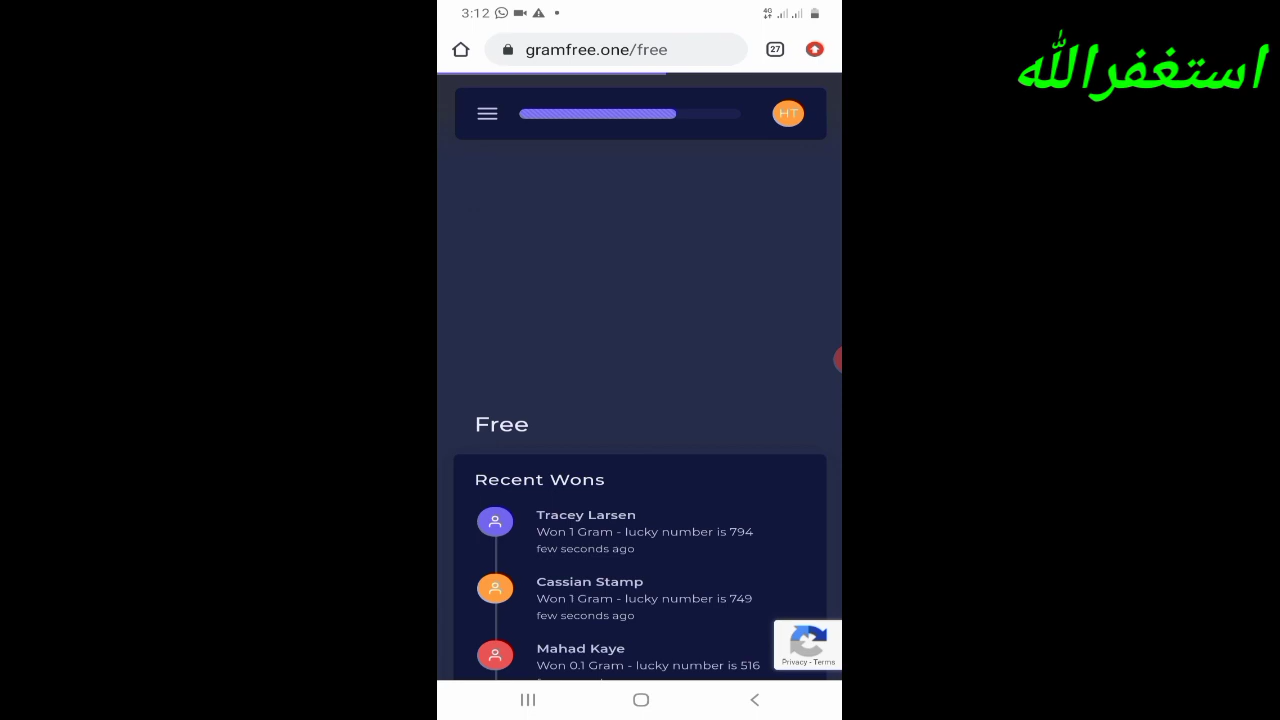 3:12
4G
gramfree.one/free
27
استغفرالله
HT
Free
Recent Wons
Tracey Larsen
Won 1 Gram - lucky number is 794
few seconds ago
Cassian Stamp
Won 1 Gram - lucky number is 749
few seconds ago
Mahad Kaye
Won 0.1 Gram - lucky number is 516
Privacy - Terms